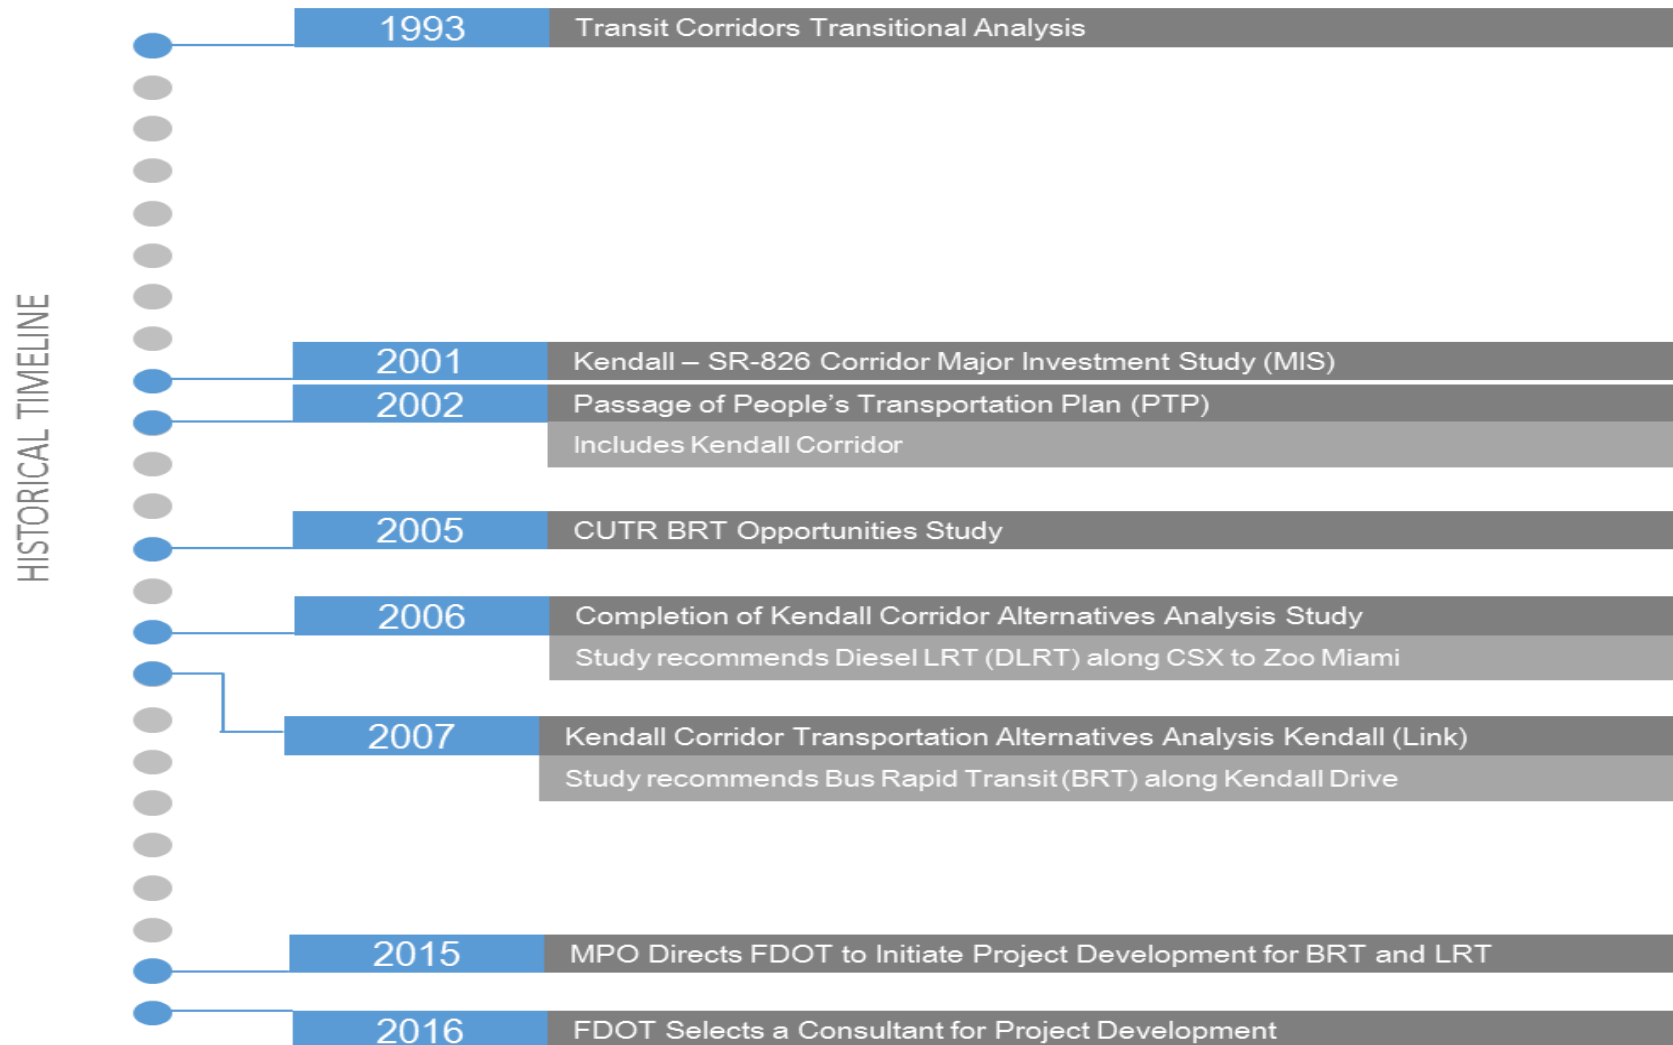 HISTORICAL TIMELINE
1993 Transit Corridors Transitional Analysis
2001 Kendall – SR-826 Corridor Major Investment Study (MIS)
2002 Passage of People’s Transportation Plan (PTP)
Includes Kendall Corridor
2005 CUTR BRT Opportunities Study
2006 Completion of Kendall Corridor Alternatives Analysis Study
Study recommends Diesel LRT (DLRT) along CSX to Zoo Miami
2007 Kendall Corridor Transportation Alternatives Analysis Kendall (Link)
Study recommends Bus Rapid Transit (BRT) along Kendall Drive
2015 MPO Directs FDOT to Initiate Project Development for BRT and LRT
2016 FDOT Selects a Consultant for Project Development